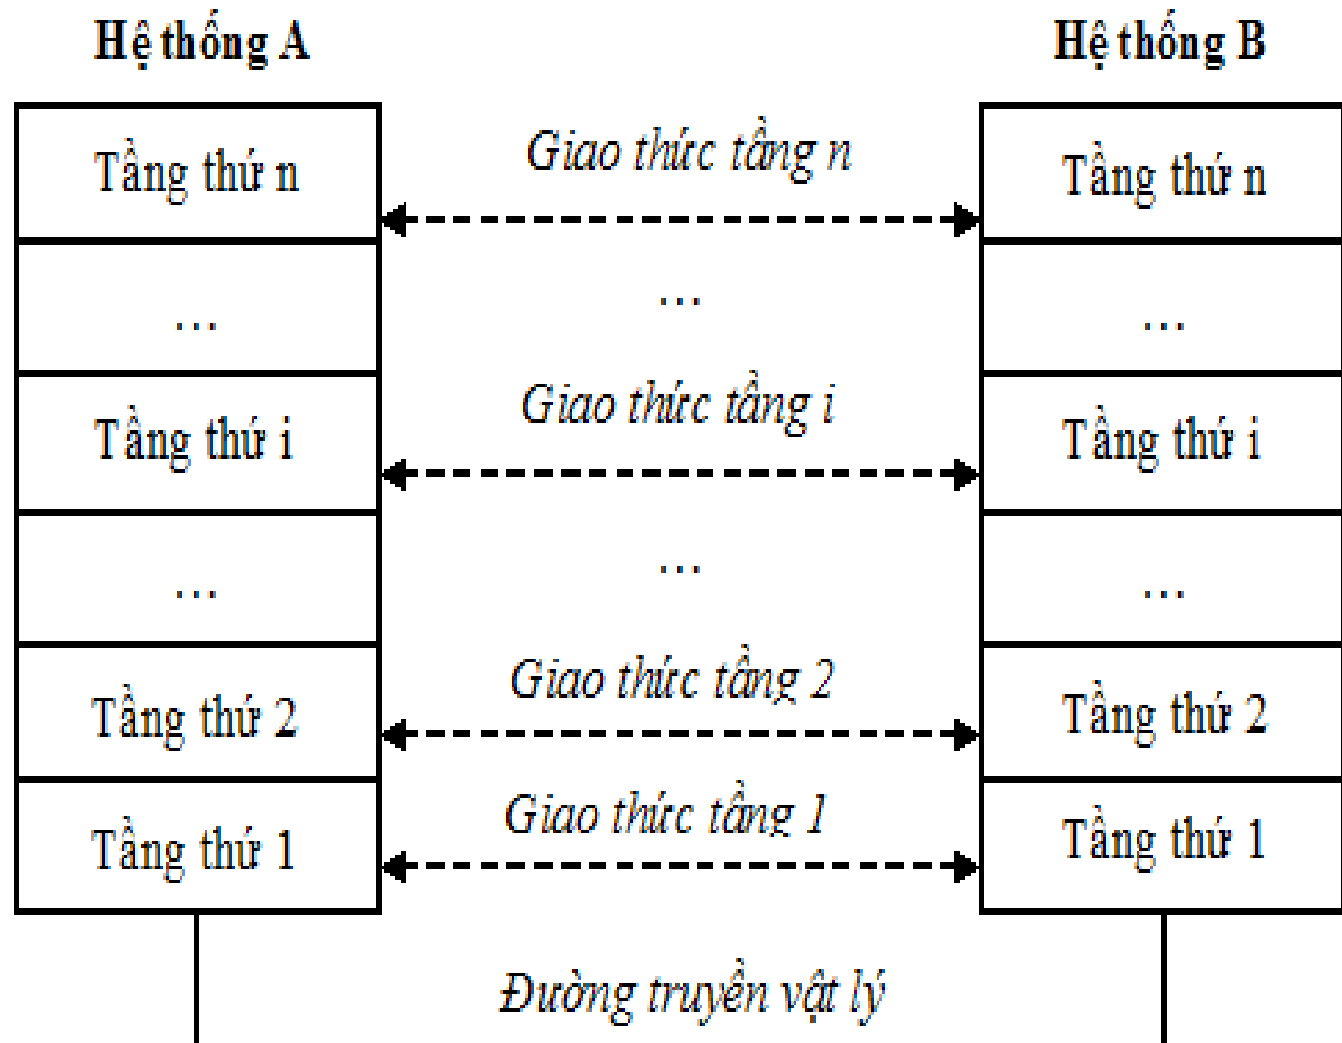 Hệ thống A
Hệ thống B
Tầng thứ n
Giao thức tầng n
Tầng thứ n
...
...
...
Tầng thứ i
Giao thức tầng i
Tầng thứ i
...
...
...
Tầng thứ 2
Giao thức tầng 2
Tầng thứ 2
Tầng thứ 1
Giao thức tầng 1
Tầng thứ 1
Đường truyền vật lý